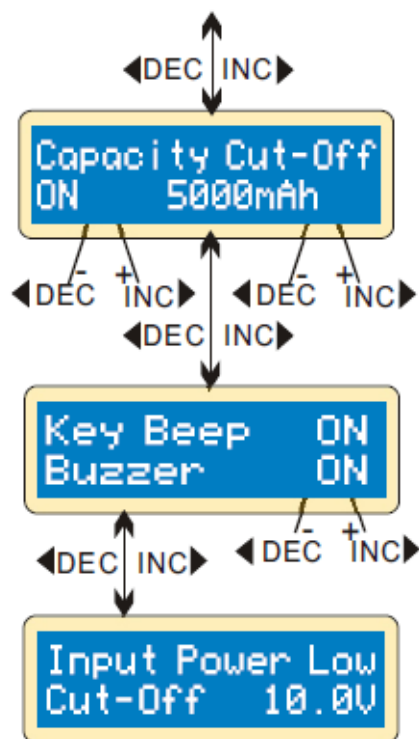 ◀DEC INC▶
Capacity Cut-Off
ON 5000mAh
- + - +
◀DEC INC▶ ◀DEC INC▶
◀DEC INC▶
Key Beep ON
Buzzer ON
- +
◀DEC INC▶ ◀DEC INC▶
Input Power Low
Cut-Off 10.0V